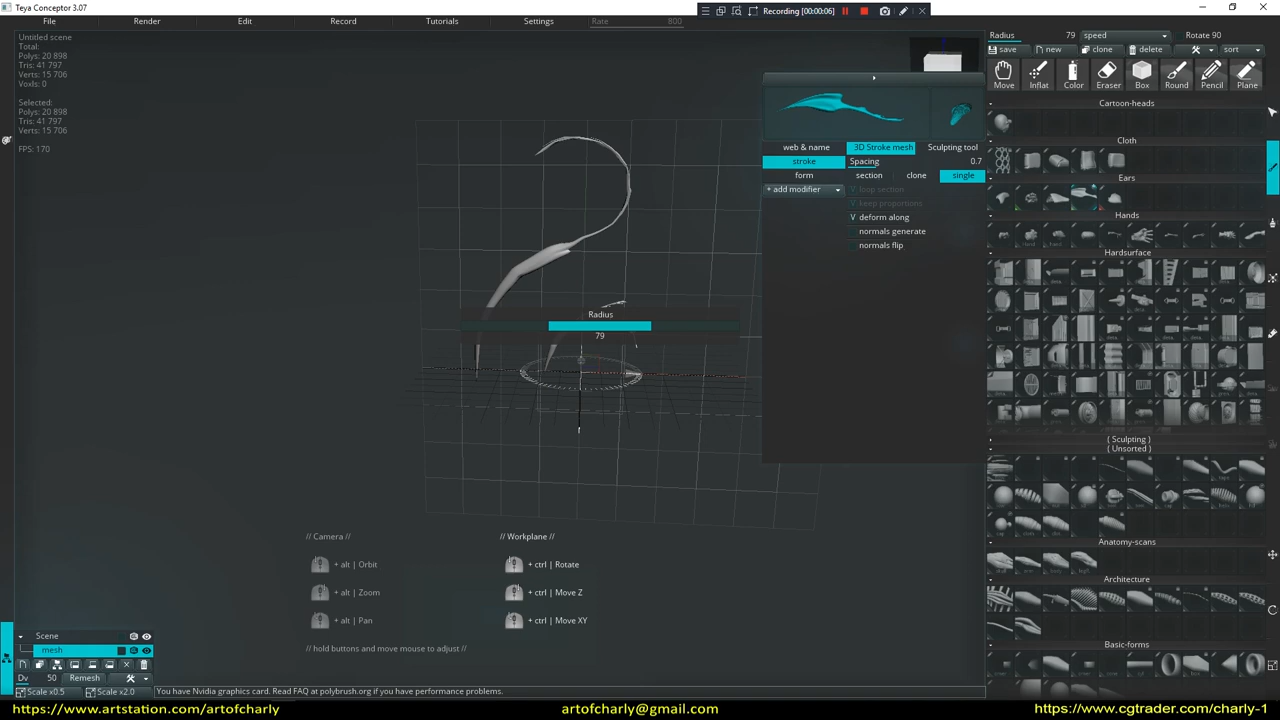 Teya Conceptor 3.07
Recording [00:00:06]
File Render Edit Record Tutorials Settings Rate 800
Untitled scene
Total:
Polys: 20 898
Tris: 41 797
Verts: 15 706
Voxls: 0
Selected:
Polys: 20 898
Tris: 41 797
Verts: 15 706
FPS: 170
Radius 79 speed Rotate 90
save new clone delete sort
Move Inflat Color Eraser Box Round Pencil Plane
Cartoon-heads
Cloth
Ears
Hands
Hardsurface
( Sculpting )
( Unsorted )
Anatomy-scans
Architecture
Basic-forms
web & name 3D Stroke mesh Sculpting tool
stroke Spacing 0.7
form section clone single
+ add modifier V loop section
V keep proportions
V deform along
normals generate
normals flip
Radius
79
// Camera // // Workplane //
+ alt | Orbit + ctrl | Rotate
+ alt | Zoom + ctrl | Move Z
+ alt | Pan + ctrl | Move XY
// hold buttons and move mouse to adjust //
Scene
mesh
Dv 50 Remesh
Scale x0.5 Scale x2.0 You have Nvidia graphics card. Read FAQ at polybrush.org if you have performance problems.
https://www.artstation.com/artofcharly artofcharly@gmail.com https://www.cgtrader.com/charly-1